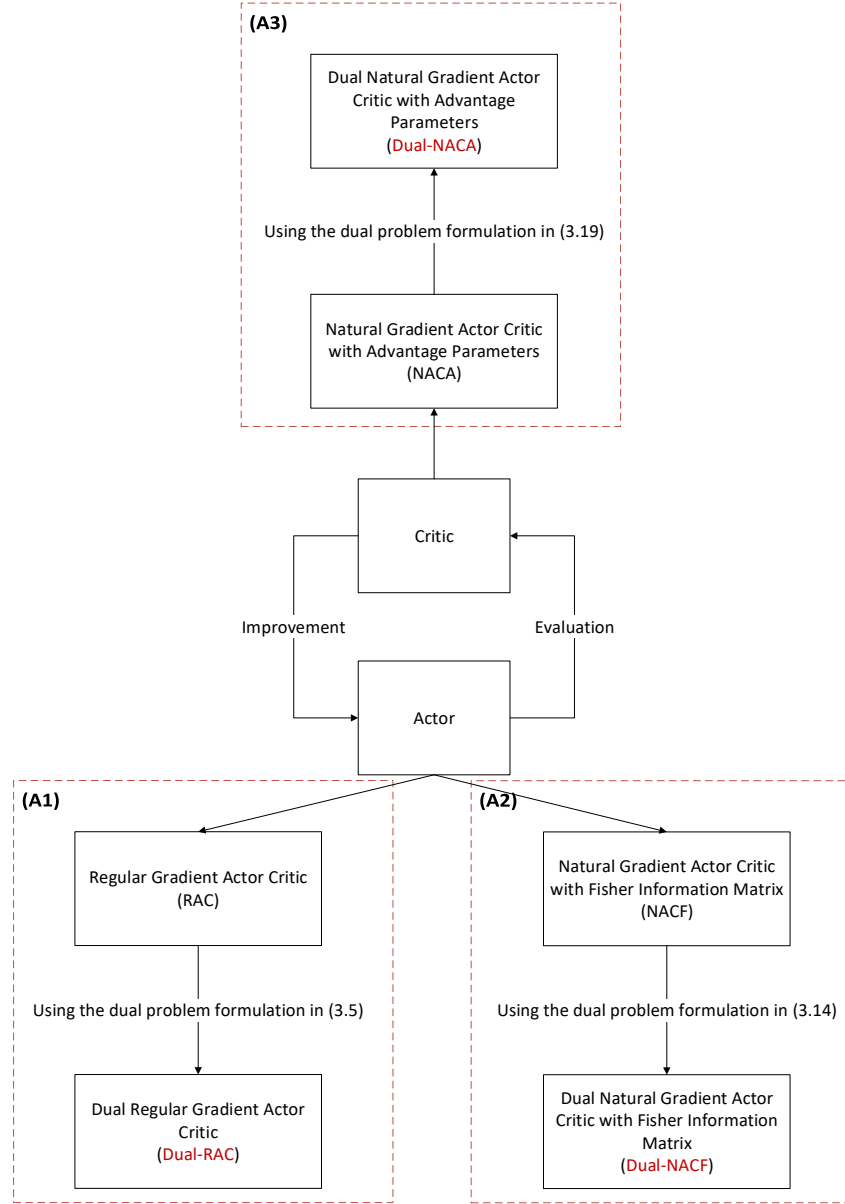 (A3)
Dual Natural Gradient Actor
Critic with Advantage
Parameters
(Dual-NACA)
Using the dual problem formulation in (3.19)
Natural Gradient Actor Critic
with Advantage Parameters
(NACA)
Critic
Improvement
Evaluation
Actor
(A1)
Regular Gradient Actor Critic
(RAC)
Using the dual problem formulation in (3.5)
Dual Regular Gradient Actor
Critic
(Dual-RAC)
(A2)
Natural Gradient Actor Critic
with Fisher Information Matrix
(NACF)
Using the dual problem formulation in (3.14)
Dual Natural Gradient Actor
Critic with Fisher Information
Matrix
(Dual-NACF)